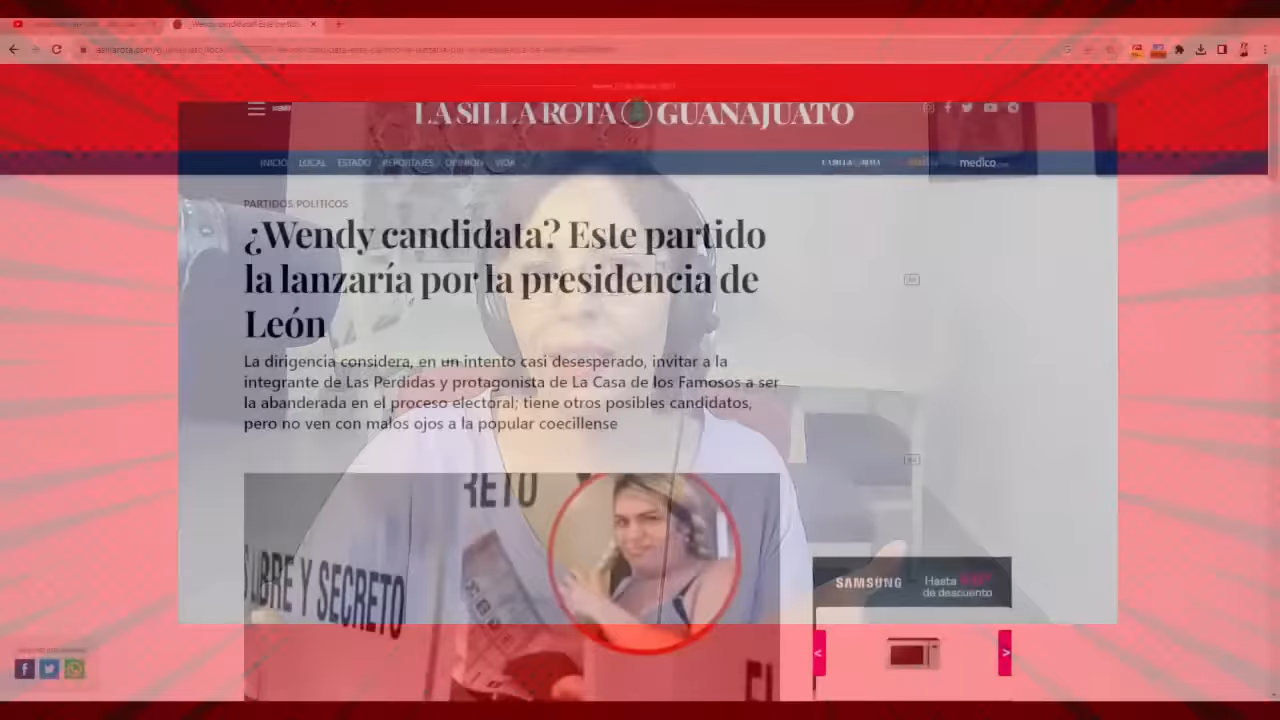 LA SILLA ROTA GUANAJUATO
INICIO LOCAL ESTADO REPORTAJES OPINIÓN VIDA
medico
PARTIDOS POLÍTICOS
¿Wendy candidata? Este partido
la lanzaría por la presidencia de
León
La dirigencia considera, en un intento casi desesperado, invitar a la
integrante de Las Perdidas y protagonista de La Casa de los Famosos a ser
la abanderada en el proceso electoral; tiene otros posibles candidatos,
pero no ven con malos ojos a la popular coecillense
RETO
LIBRE Y SECRETO
SAMSUNG
Hasta
de descuento